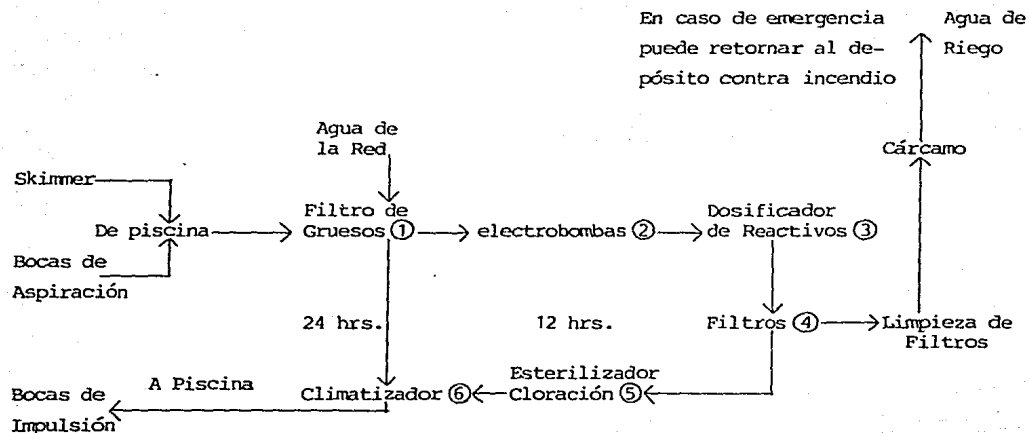 En caso de emergencia
puede retornar al de-
pósito contra incendio
Agua de
Riego
Agua de
la Red
Cárcamo
Skimmer
De piscina
Filtro de
Gruesos 1
electrobombas 2
Dosificador
de Reactivos 3
Bocas de
Aspiración
24 hrs.
12 hrs.
Filtros 4
Limpieza de
Filtros
Esterilizador
Cloración 5
Climatizador 6
A Piscina
Bocas de
Impulsión